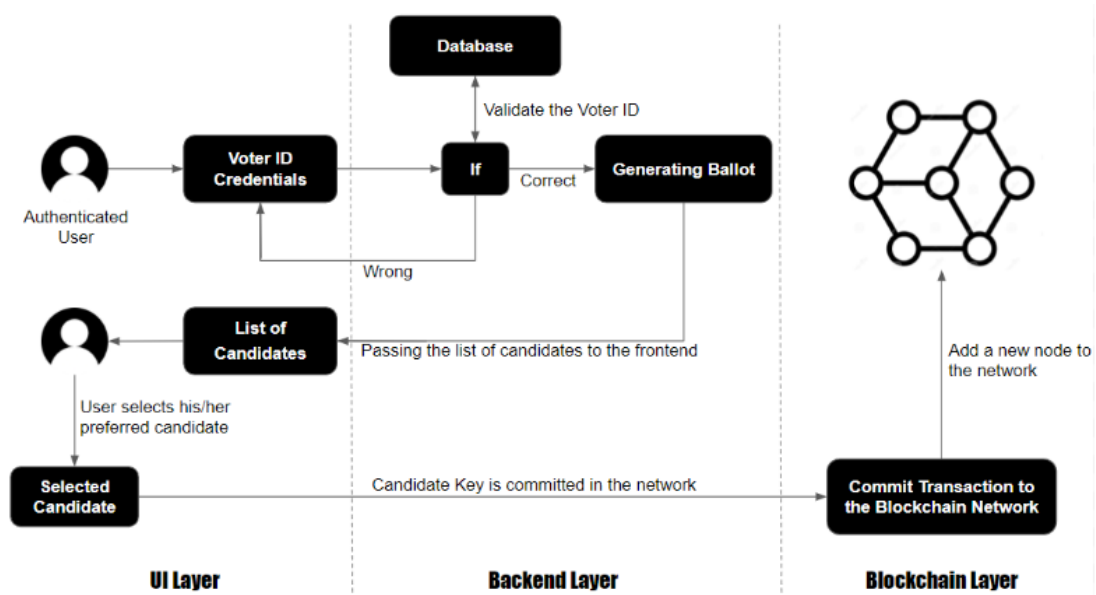 Database
Validate the Voter ID
Voter ID
Credentials
If
Correct
Generating Ballot
Authenticated
User
Wrong
List of
Candidates
Passing the list of candidates to the frontend
Add a new node to
the network
User selects his/her
preferred candidate
Selected
Candidate
Candidate Key is committed in the network
Commit Transaction to
the Blockchain Network
UI Layer
Backend Layer
Blockchain Layer